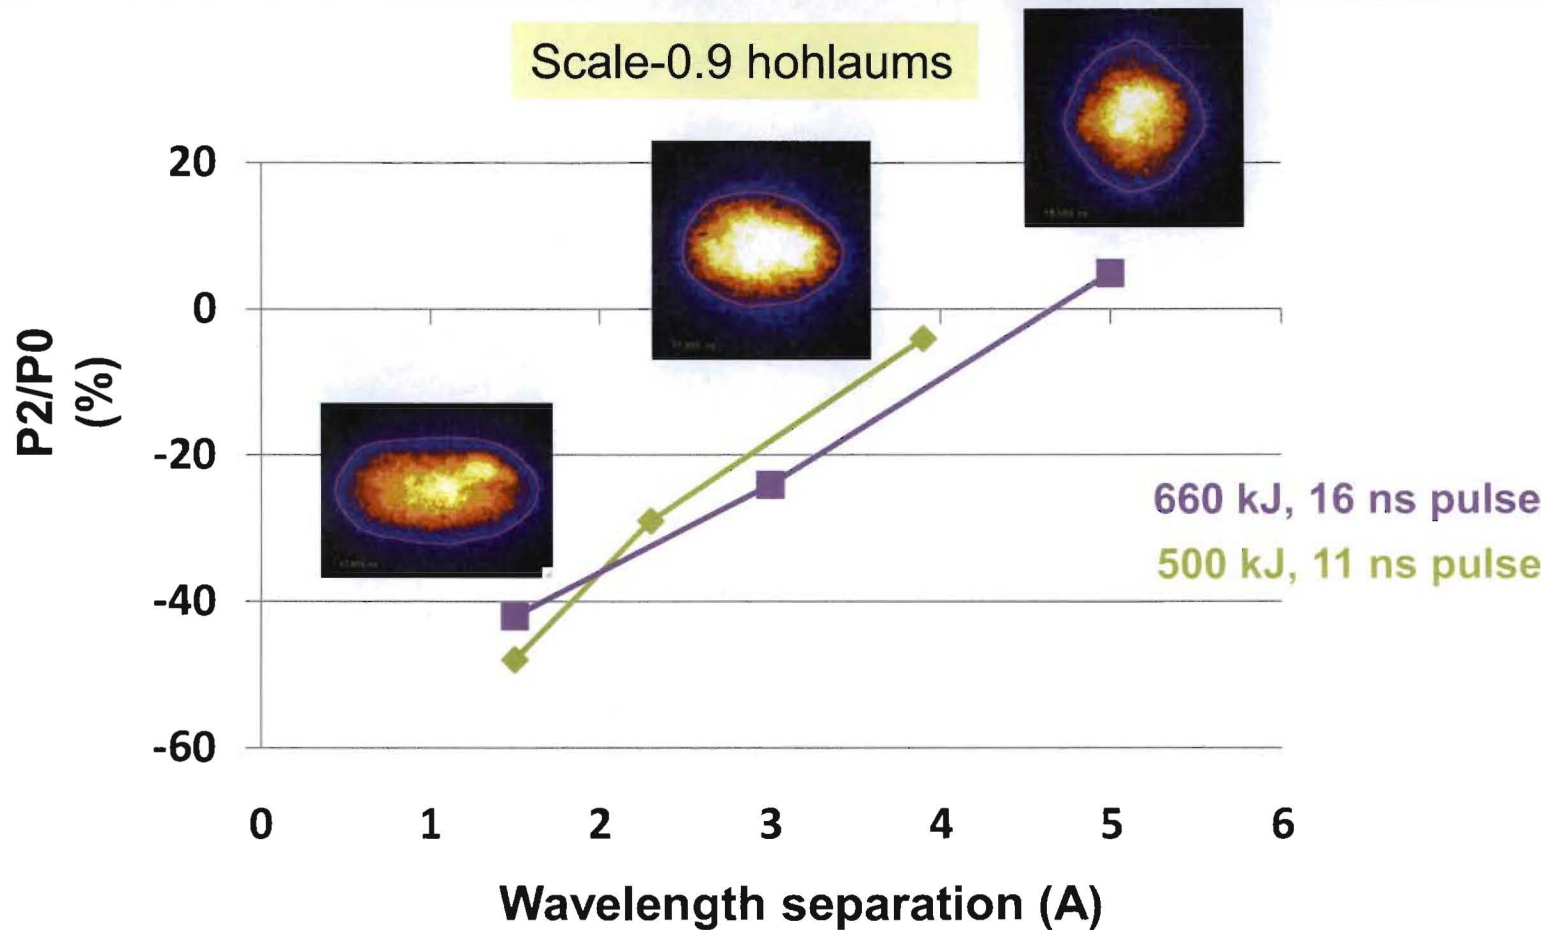 Scale-0.9 hohlaums
20
0
-20
-40
-60
P2/P0
(%)
660 kJ, 16 ns pulse
500 kJ, 11 ns pulse
0 1 2 3 4 5 6
Wavelength separation (A)